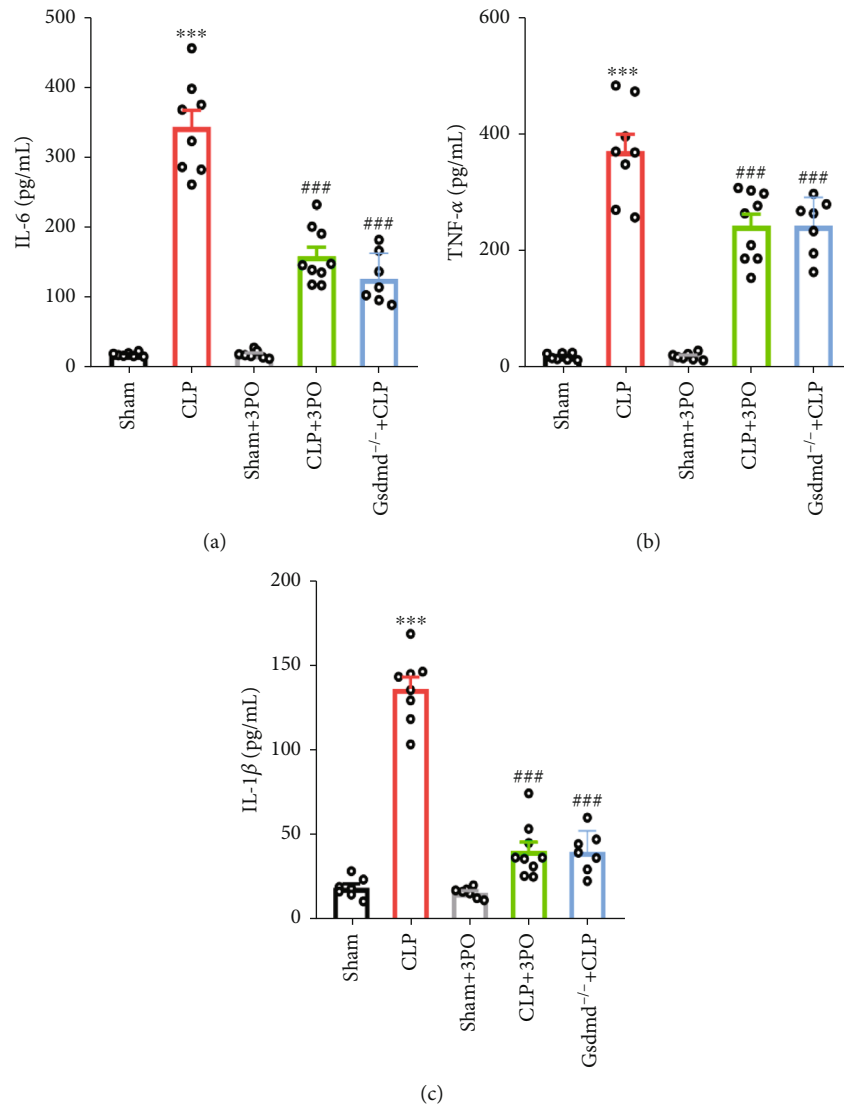 500
400
300
200
100
0
IL-6 (pg/mL)
***
###
###
Sham
CLP
Sham+3PO
CLP+3PO
Gsdmd−/−+CLP
(a)
600
400
200
0
TNF-α (pg/mL)
***
###
###
Sham
CLP
Sham+3PO
CLP+3PO
Gsdmd−/−+CLP
(b)
200
150
100
50
0
IL-1β (pg/mL)
***
###
###
Sham
CLP
Sham+3PO
CLP+3PO
Gsdmd−/−+CLP
(c)